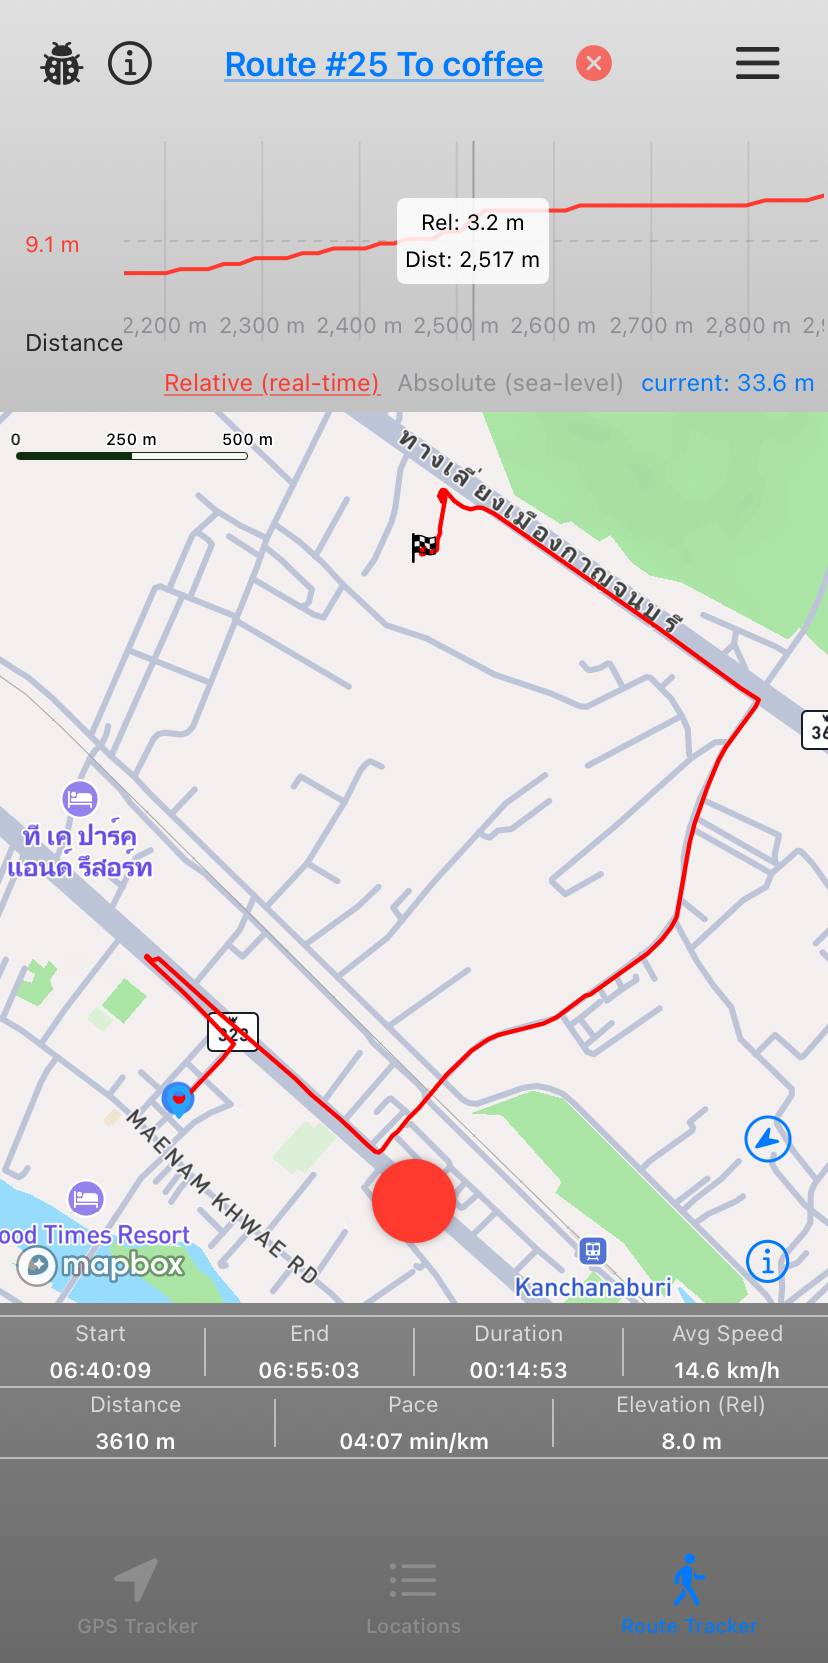 Route #25 To coffee
Rel: 3.2 m
Dist: 2,517 m
9.1 m
2,200 m 2,300 m 2,400 m 2,500 m 2,600 m 2,700 m 2,800 m
Distance
Relative (real-time) Absolute (sea-level) current: 33.6 m
0 250 m 500 m
ทางเลี่ยงเมืองกาญจนบุรี
ที เค ปาร์ค
แอนด์ รีสอร์ท
323
MAENAM KHWAE RD
ood Times Resort
mapbox
Kanchanaburi
Start End Duration Avg Speed
06:40:09 06:55:03 00:14:53 14.6 km/h
Distance Pace Elevation (Rel)
3610 m 04:07 min/km 8.0 m
GPS Tracker Locations Route Tracker